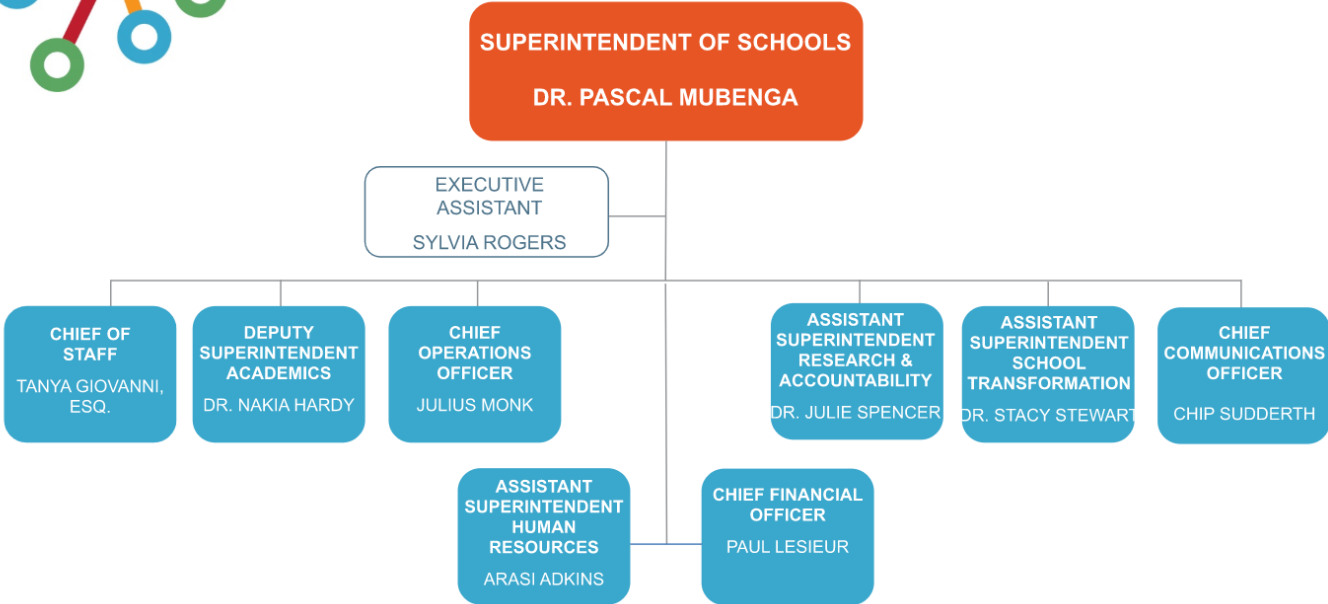 SUPERINTENDENT OF SCHOOLS
DR. PASCAL MUBENGA
EXECUTIVE
ASSISTANT
SYLVIA ROGERS
CHIEF OF
STAFF
TANYA GIOVANNI,
ESQ.
DEPUTY
SUPERINTENDENT
ACADEMICS
DR. NAKIA HARDY
CHIEF
OPERATIONS
OFFICER
JULIUS MONK
ASSISTANT
SUPERINTENDENT
RESEARCH &
ACCOUNTABILITY
DR. JULIE SPENCER
ASSISTANT
SUPERINTENDENT
SCHOOL
TRANSFORMATION
DR. STACY STEWART
CHIEF
COMMUNICATIONS
OFFICER
CHIP SUDDERTH
ASSISTANT
SUPERINTENDENT
HUMAN
RESOURCES
ARASI ADKINS
CHIEF FINANCIAL
OFFICER
PAUL LESIEUR